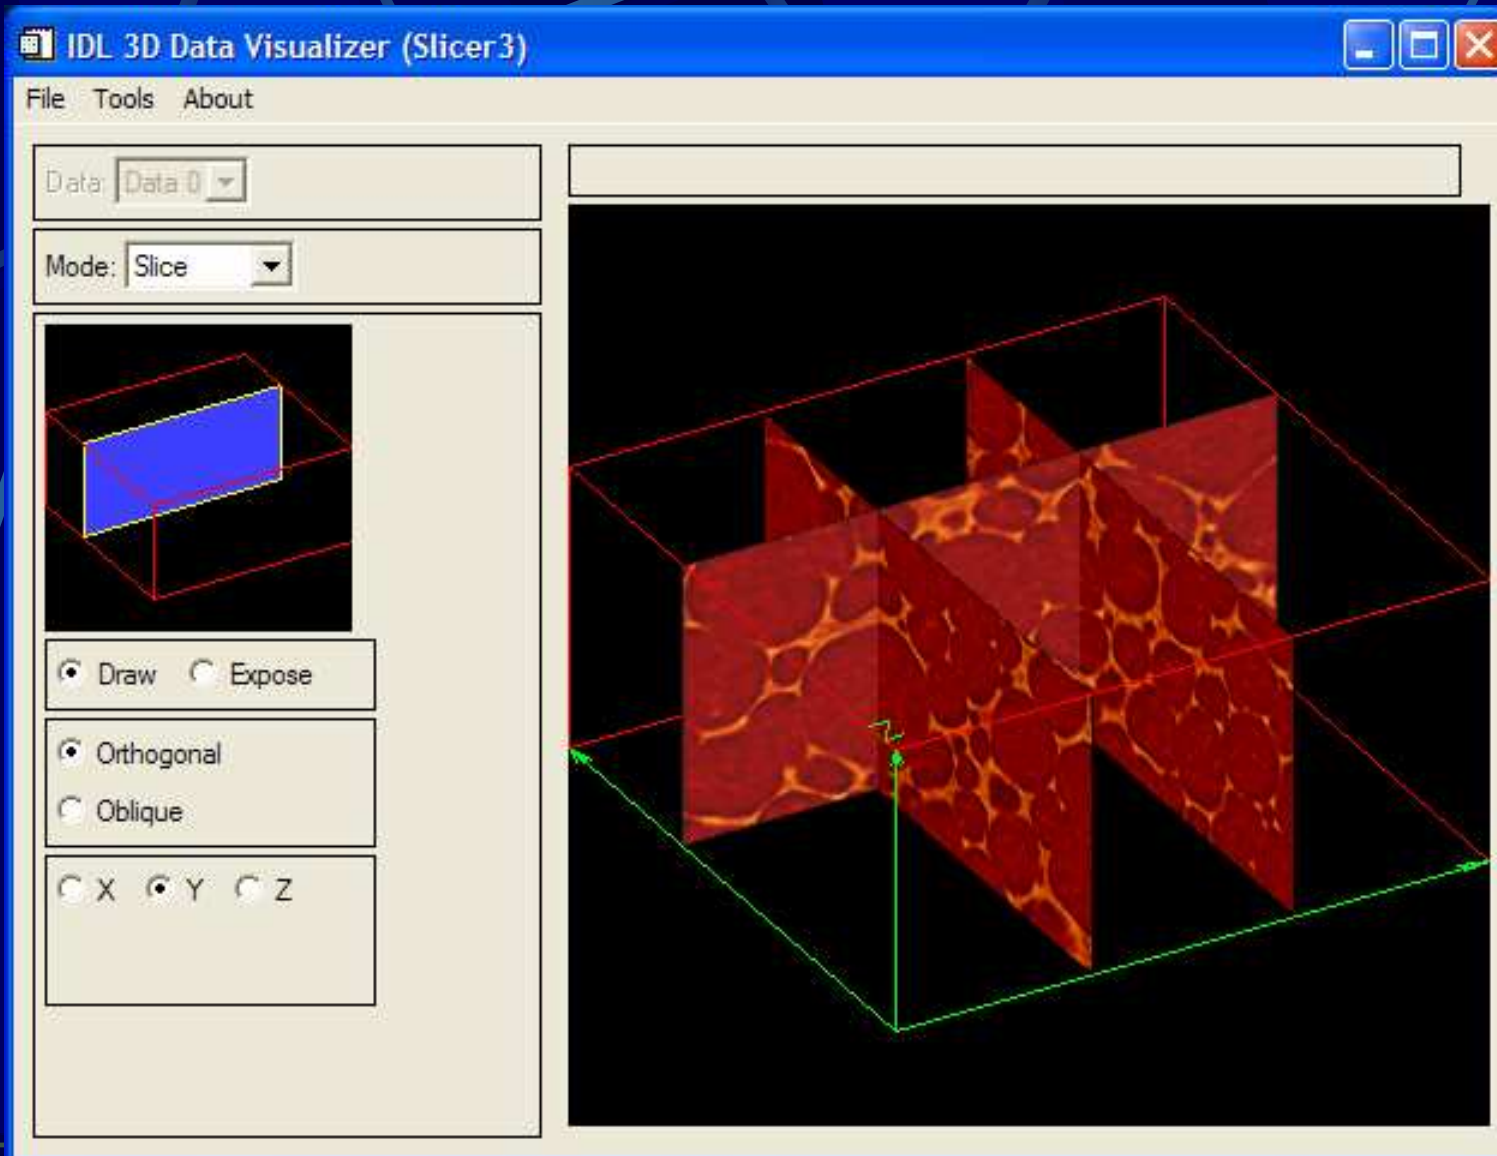 IDL 3D Data Visualizer (Slicer3)
File Tools About
Data: Data 0
Mode: Slice
Draw Expose
Orthogonal
Oblique
X Y Z
Z